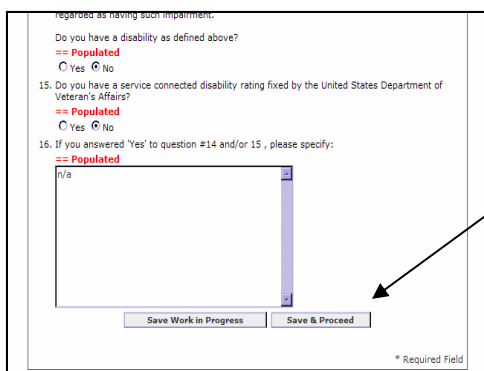 regarded as having such impairment.
Do you have a disability as defined above?
== Populated
Yes No
15. Do you have a service connected disability rating fixed by the United States Department of
Veteran's Affairs?
== Populated
Yes No
16. If you answered 'Yes' to question #14 and/or 15 , please specify:
== Populated
n/a
Save Work in Progress Save & Proceed
* Required Field